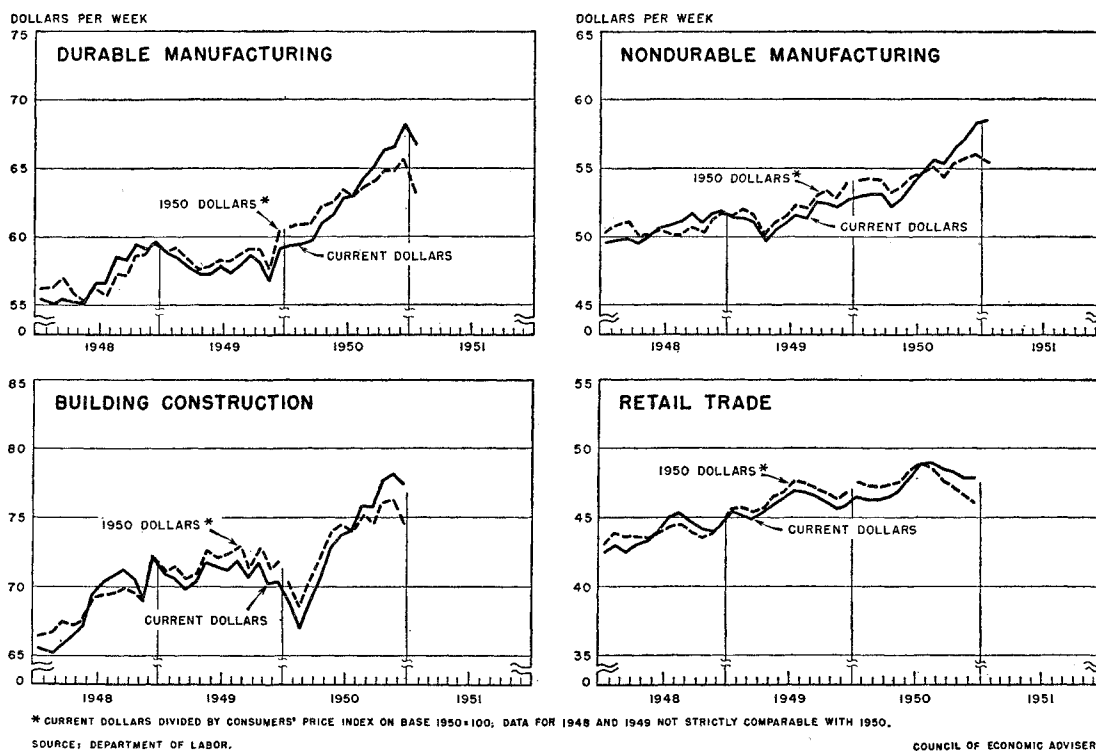 DOLLARS PER WEEK
75
DURABLE MANUFACTURING
70
65
1950 DOLLARS*
60
CURRENT DOLLARS
55
0
1948 1949 1950 1951
DOLLARS PER WEEK
65
NONDURABLE MANUFACTURING
60
55
1950 DOLLARS*
50
CURRENT DOLLARS
45
0
1948 1949 1950 1951
85
BUILDING CONSTRUCTION
80
75
1950 DOLLARS*
70
CURRENT DOLLARS
65
0
1948 1949 1950 1951
55
RETAIL TRADE
50
1950 DOLLARS*
45
CURRENT DOLLARS
40
35
0
1948 1949 1950 1951
* CURRENT DOLLARS DIVIDED BY CONSUMERS' PRICE INDEX ON BASE 1950=100; DATA FOR 1948 AND 1949 NOT STRICTLY COMPARABLE WITH 1950.
SOURCE: DEPARTMENT OF LABOR.
COUNCIL OF ECONOMIC ADVISER